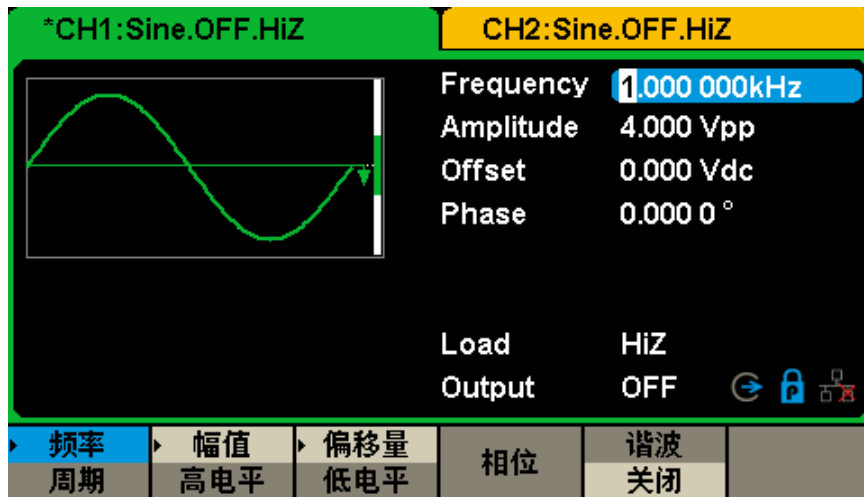 *CH1:Sine.OFF.HiZ CH2:Sine.OFF.HiZ
Frequency 1.000 000kHz
Amplitude 4.000 Vpp
Offset 0.000 Vdc
Phase 0.000 0 °
Load HiZ
Output OFF P
频率 幅值 偏移量 相位 谐波
周期 高电平 低电平 关闭